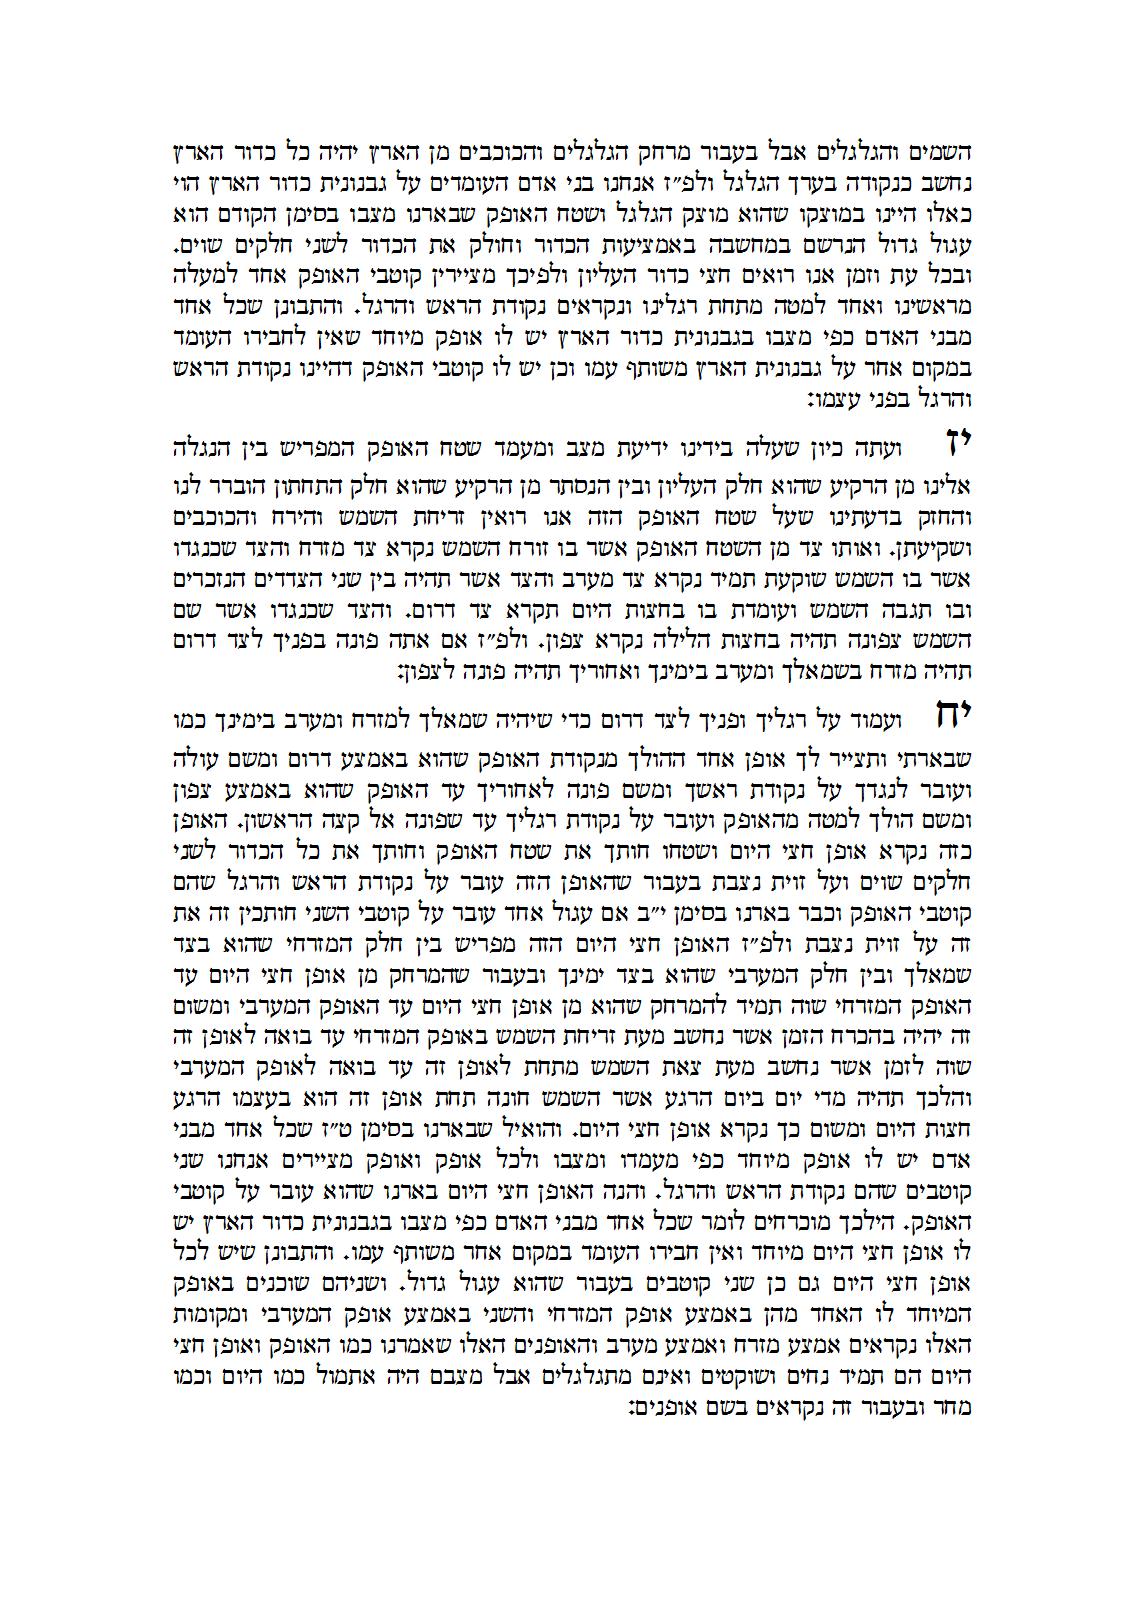 השמים והגלגלים אבל בעבור מרחק הגלגלים והכוכבים מן הארץ יהיה כל כדור הארץ
נחשב כנקודה בערך הגלגל ולפ״ז אנחנו בני אדם העומדים על גבנונית כדור הארץ הוי
כאלו היינו במוצקו שהוא מוצק הגלגל ושטח האופק שבארנו מצבו בסימן הקודם הוא
עגול גדול הנרשם במחשבה באמציעות הכדור וחולק את הכדור לשני חלקים שוים.
ובכל עת וזמן אנו רואים חצי כדור העליון ולפיכך מציירין קוטבי האופק אחד למעלה
מראשינו ואחד למטה מתחת רגלינו ונקראים נקודת הראש והרגל. והתבונן שכל אחד
מבני האדם כפי מצבו בגבנונית כדור הארץ יש לו אופק מיוחד שאין לחבירו העומד
במקום אחר על גבנונית הארץ משותף עמו וכן יש לו קוטבי האופק דהיינו נקודת הראש
והרגל בפני עצמו:
יז ועתה כיון שעלה בידינו ידיעת מצב ומעמד שטח האופק המפריש בין הנגלה
אלינו מן הרקיע שהוא חלק העליון ובין הנסתר מן הרקיע שהוא חלק התחתון הוברר לנו
והחזק בדעתינו שעל שטח האופק הזה אנו רואין זריחת השמש והירח והכוכבים
ושקיעתן. ואותו צד מן השטח האופק אשר בו זורח השמש נקרא צד מזרח והצד שכנגדו
אשר בו השמש שוקעת תמיד נקרא צד מערב והצד אשר תהיה בין שני הצדדים הנזכרים
ובו תגבה השמש ועומדת בו בחצות היום תקרא צד דרום. והצד שכנגדו אשר שם
השמש צפונה תהיה בחצות הלילה נקרא צפון. ולפ״ז אם אתה פונה בפניך לצד דרום
תהיה מזרח בשמאלך ומערב בימינך ואחוריך תהיה פונה לצפון:
יח ועמוד על רגליך ופניך לצד דרום כדי שיהיה שמאלך למזרח ומערב בימינך כמו
שבארתי ותצייר לך אופן אחד ההולך מנקודת האופק שהוא באמצע דרום ומשם עולה
ועובר לנגדך על נקודת ראשך ומשם פונה לאחוריך עד האופק שהוא באמצע צפון
ומשם הולך למטה מהאופק ועובר על נקודת רגליך עד שפונה אל קצה הראשון. האופן
כזה נקרא אופן חצי היום ושטחו חותך את שטח האופק וחותך את כל הכדור לשני
חלקים שוים ועל זוית נצבת בעבור שהאופן הזה עובר על נקודת הראש והרגל שהם
קוטבי האופק וכבר בארנו בסימן י״ב אם עגול אחד עובר על קוטבי השני חותכין זה את
זה על זוית נצבת ולפ״ז האופן חצי היום הזה מפריש בין חלק המזרחי שהוא בצד
שמאלך ובין חלק המערבי שהוא בצד ימינך ובעבור שהמרחק מן אופן חצי היום עד
האופק המזרחי שוה תמיד להמרחק שהוא מן אופן חצי היום עד האופק המערבי ומשום
זה יהיה בהכרח הזמן אשר נחשב מעת זריחת השמש באופק המזרחי עד בואה לאופן זה
שוה לזמן אשר נחשב מעת צאת השמש מתחת לאופן זה עד בואה לאופק המערבי
והלכך תהיה מדי יום ביום הרגע אשר השמש חונה תחת אופן זה הוא בעצמו הרגע
חצות היום ומשום כך נקרא אופן חצי היום. והואיל שבארנו בסימן ט״ז שכל אחד מבני
אדם יש לו אופק מיוחד כפי מעמדו ומצבו ולכל אופק ואופק מציירים אנחנו שני
קוטבים שהם נקודת הראש והרגל. והנה האופן חצי היום בארנו שהוא עובר על קוטבי
האופק. הילכך מוכרחים לומר שכל אחד מבני האדם כפי מצבו בגבנונית כדור הארץ יש
לו אופן חצי היום מיוחד ואין חבירו העומד במקום אחר משותף עמו. והתבונן שיש לכל
אופן חצי היום גם כן שני קוטבים בעבור שהוא עגול גדול. ושניהם שוכנים באופק
המיוחד לו האחד מהן באמצע אופק המזרחי והשני באמצע אופק המערבי ומקומות
האלו נקראים אמצע מזרח ואמצע מערב והאופנים האלו שאמרנו כמו האופק ואופן חצי
היום הם תמיד נחים ושוקטים ואינם מתגלגלים אבל מצבם היה אתמול כמו היום וכמו
מחר ובעבור זה נקראים בשם אופנים: